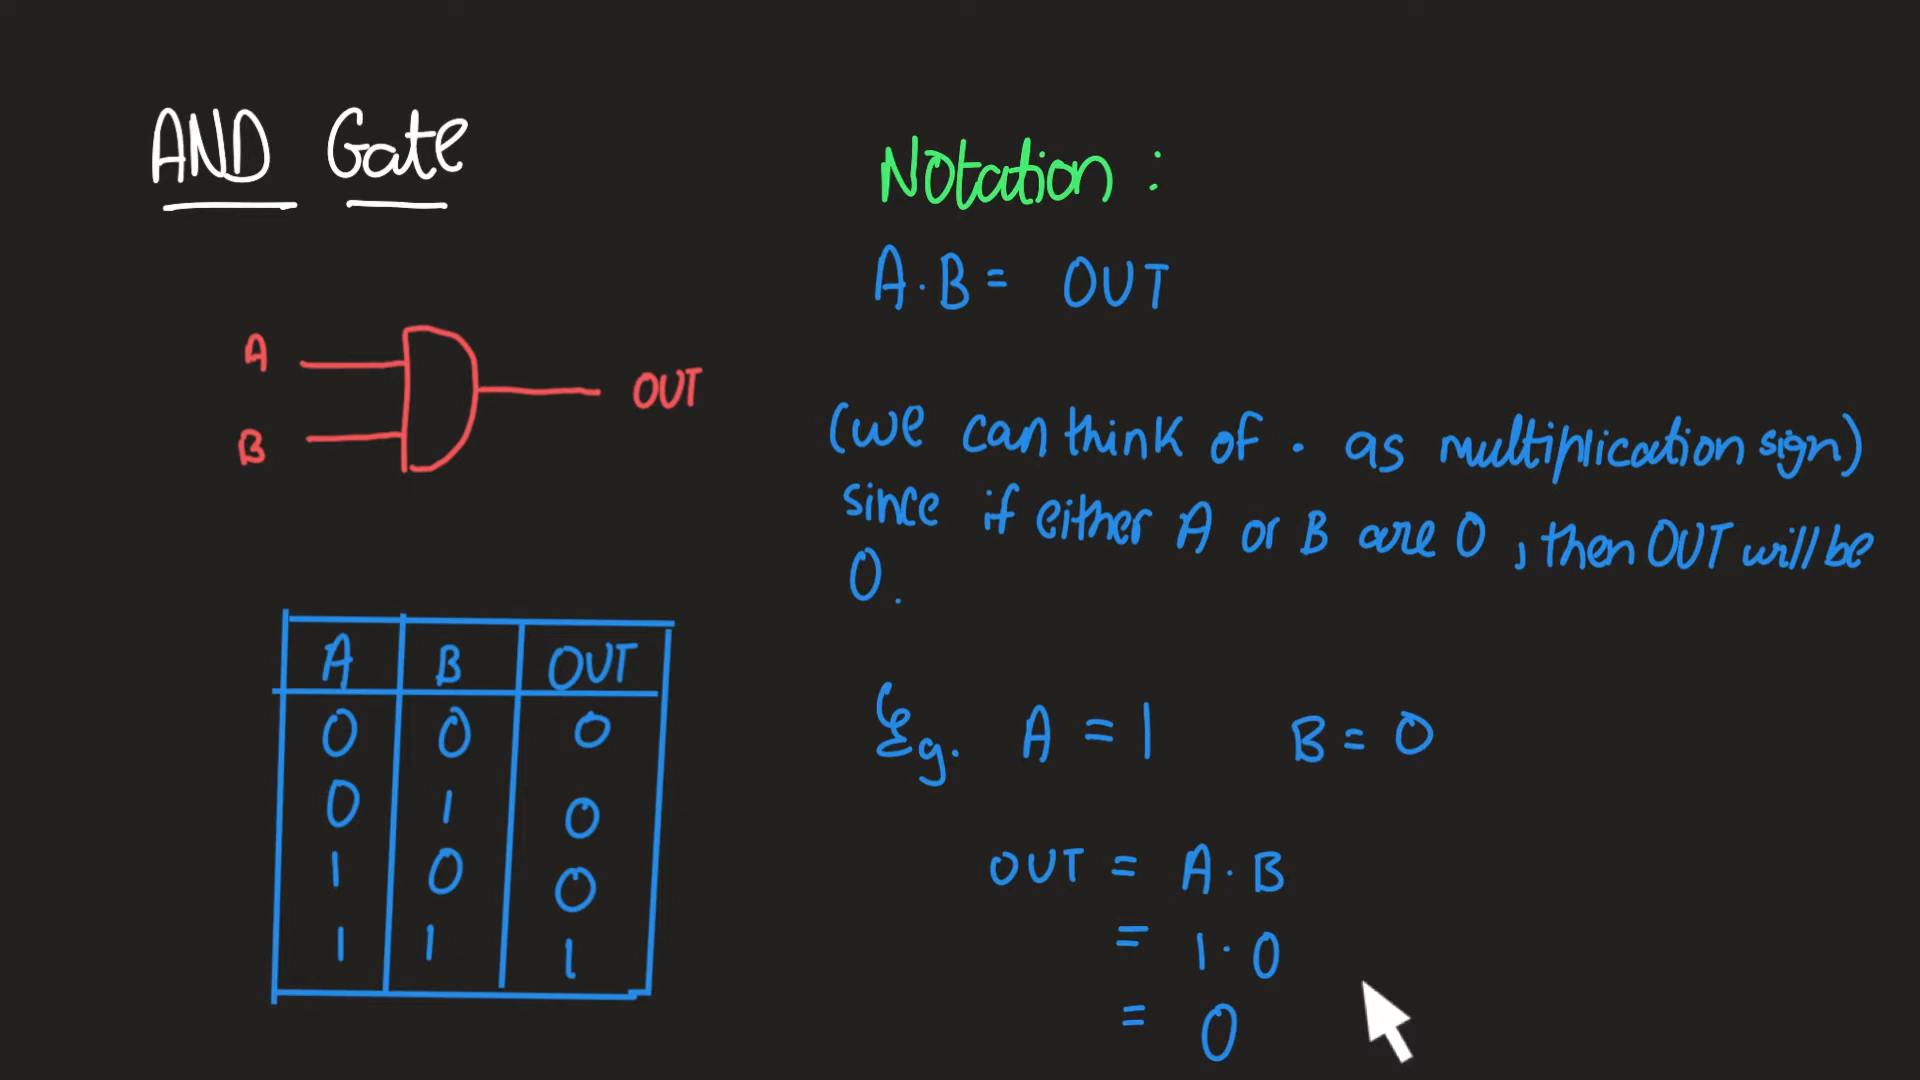 AND Gate
A
B
OUT
A B OUT
0 0 0
0 1 0
1 0 0
1 1 1
Notation :
A . B = OUT
(we can think of . as multiplication sign)
since if either A or B are 0 , then OUT will be
0 .
Eg. A = 1 B = 0
OUT = A . B
= 1 . 0
= 0